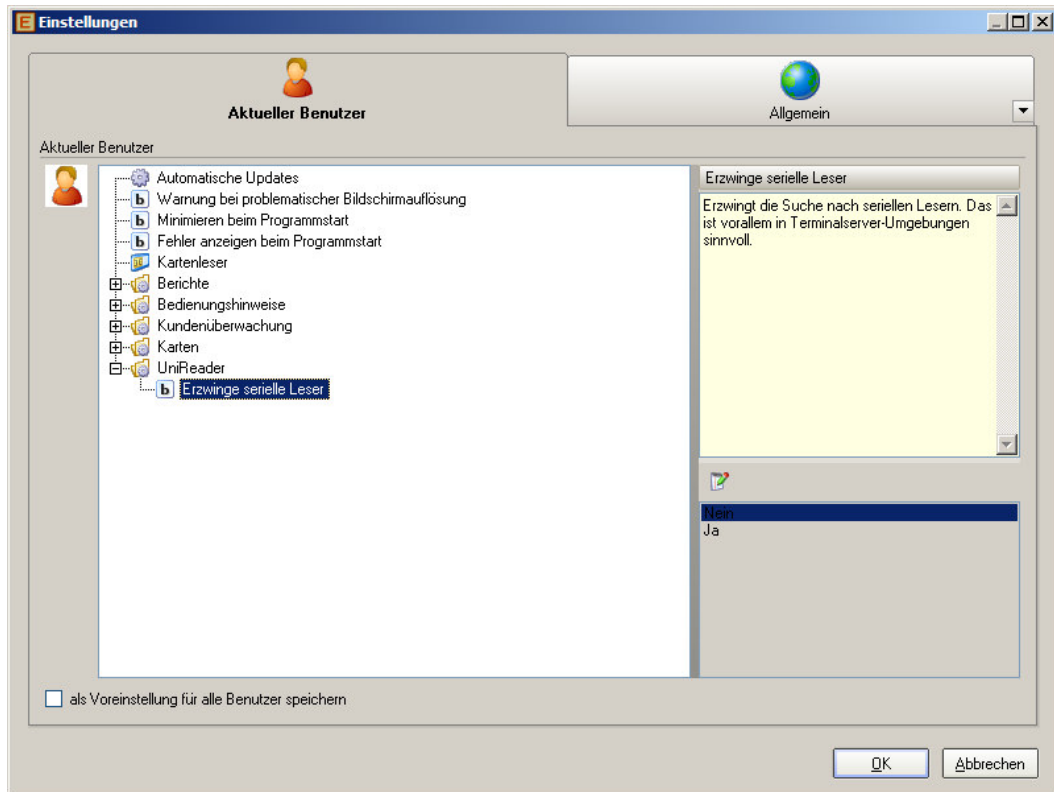 Einstellungen
Aktueller Benutzer
Allgemein
Aktueller Benutzer
Automatische Updates
Warnung bei problematischer Bildschirmauflösung
Minimieren beim Programmstart
Fehler anzeigen beim Programmstart
Kartenleser
Berichte
Bedienungshinweise
Kundenüberwachung
Karten
UniReader
Erzwinge serielle Leser
Erzwinge serielle Leser
Erzwingt die Suche nach seriellen Lesern. Das
ist vorallem in Terminalserver-Umgebungen
sinnvoll.
Nein
Ja
als Voreinstellung für alle Benutzer speichern
OK
Abbrechen